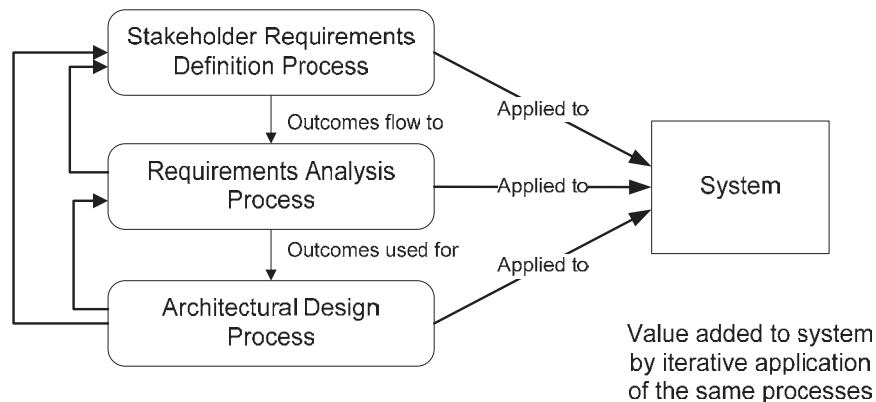 Stakeholder Requirements
Definition Process
Outcomes flow to
Applied to
Requirements Analysis
Process
Applied to
System
Outcomes used for
Applied to
Architectural Design
Process
Value added to system
by iterative application
of the same processes